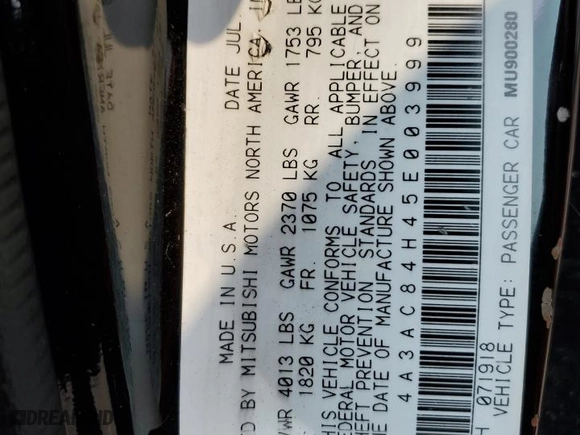 MADE IN U.S.A. DATE JUL.
D BY MITSUBISHI MOTORS NORTH AMERICA,
VWR 4013 LBS GAWR 2370 LBS GAWR 1753 LB
1820 KG FR. 1075 KG RR. 795 KG
THIS VEHICLE CONFORMS TO ALL APPLICABLE
EDERAL MOTOR VEHICLE SAFETY, BUMPER, AND
HEFT PREVENTION STANDARDS IN EFFECT ON
HE DATE OF MANUFACTURE SHOWN ABOVE.
4A3AC84H45E003999
H 071918
VEHICLE TYPE: PASSENGER CAR MU900280